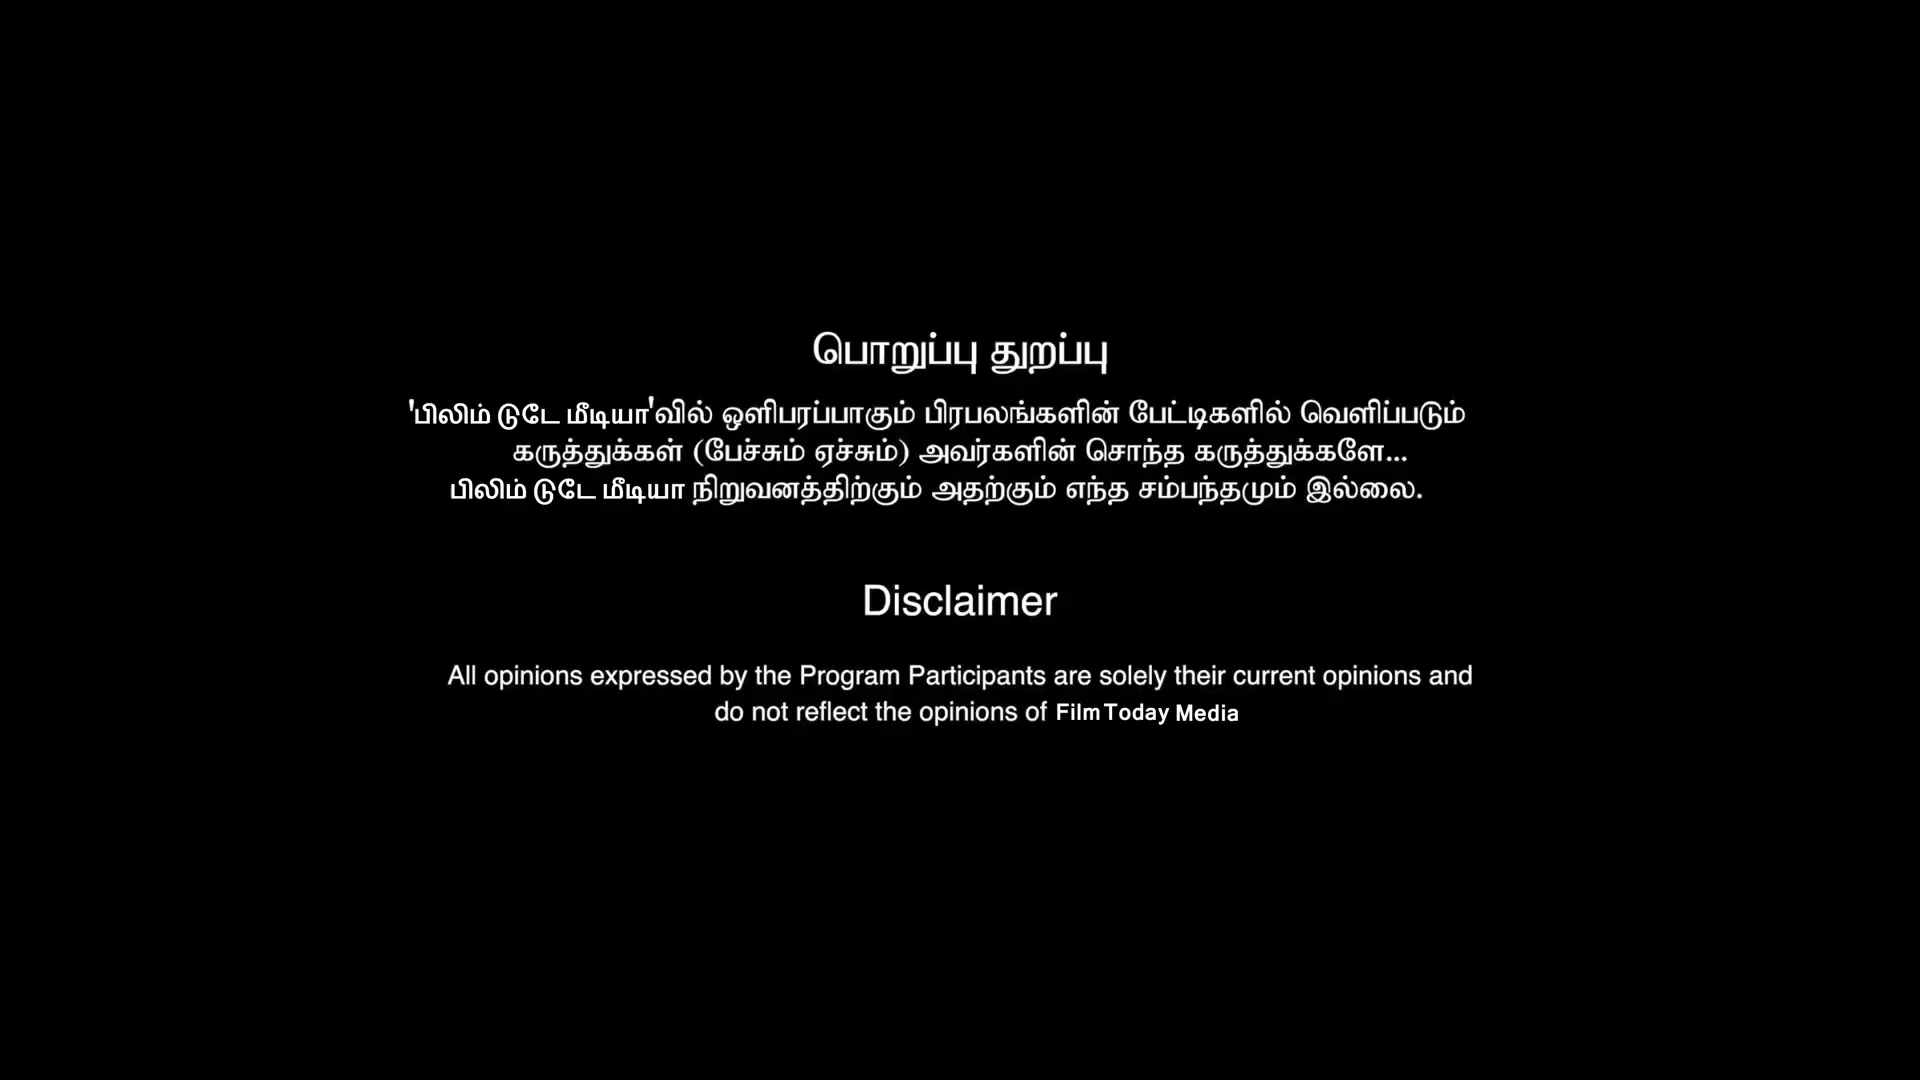 பொறுப்பு துறப்பு
'பிலிம் டுடே மீடியா'வில் ஒளிபரப்பாகும் பிரபலங்களின் பேட்டிகளில் வெளிப்படும்
கருத்துக்கள் (பேச்சும் ஏச்சும்) அவர்களின் சொந்த கருத்துக்களே...
பிலிம் டுடே மீடியா நிறுவனத்திற்கும் அதற்கும் எந்த சம்பந்தமும் இல்லை.
Disclaimer
All opinions expressed by the Program Participants are solely their current opinions and
do not reflect the opinions of Film Today Media